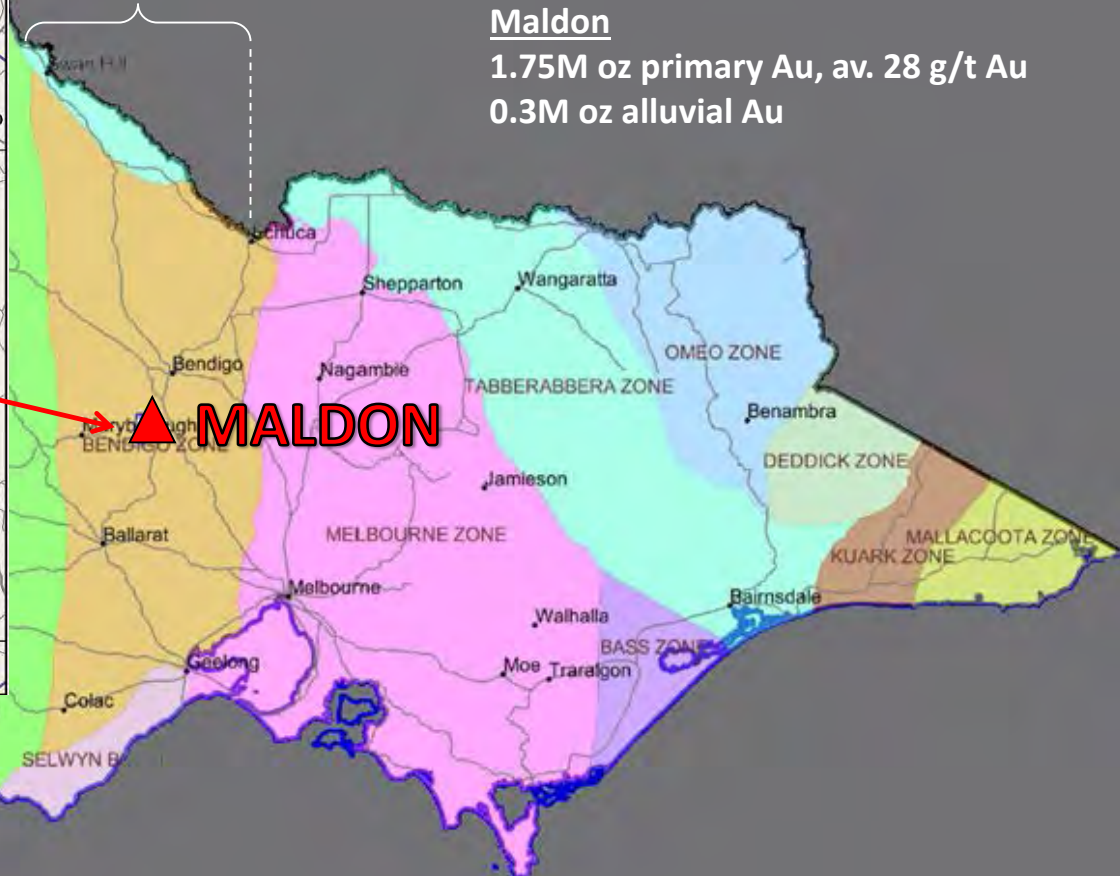 Maldon
1.75M oz primary Au, av. 28 g/t Au
0.3M oz alluvial Au
Swan Hill
Echuca
Shepparton
Wangaratta
OMEO ZONE
Bendigo
Nagambie
TABBERABBERA ZONE
Benambra
MALDON
BENDIGO ZONE
DEDDICK ZONE
Jamieson
Ballarat
MELBOURNE ZONE
MALLACOOTA ZONE
KUARK ZONE
Melbourne
Bairnsdale
Walhalla
BASS ZONE
Geelong
Moe
Traralgon
Colac
SELWYN B